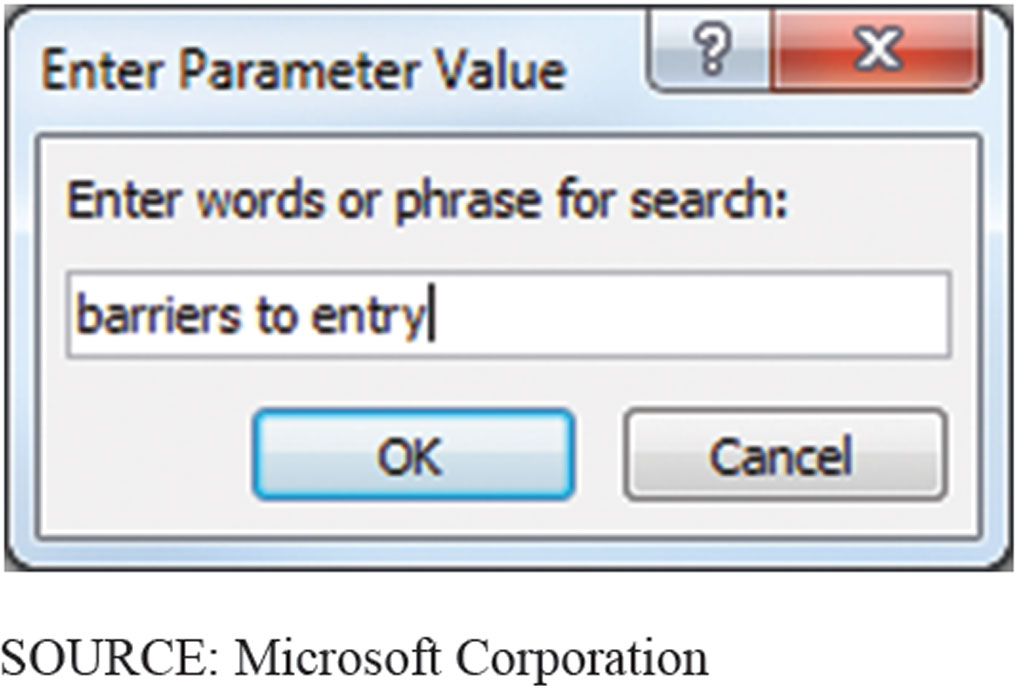 Enter Parameter Value
Enter words or phrase for search:
barriers to entry
OK Cancel
SOURCE: Microsoft Corporation